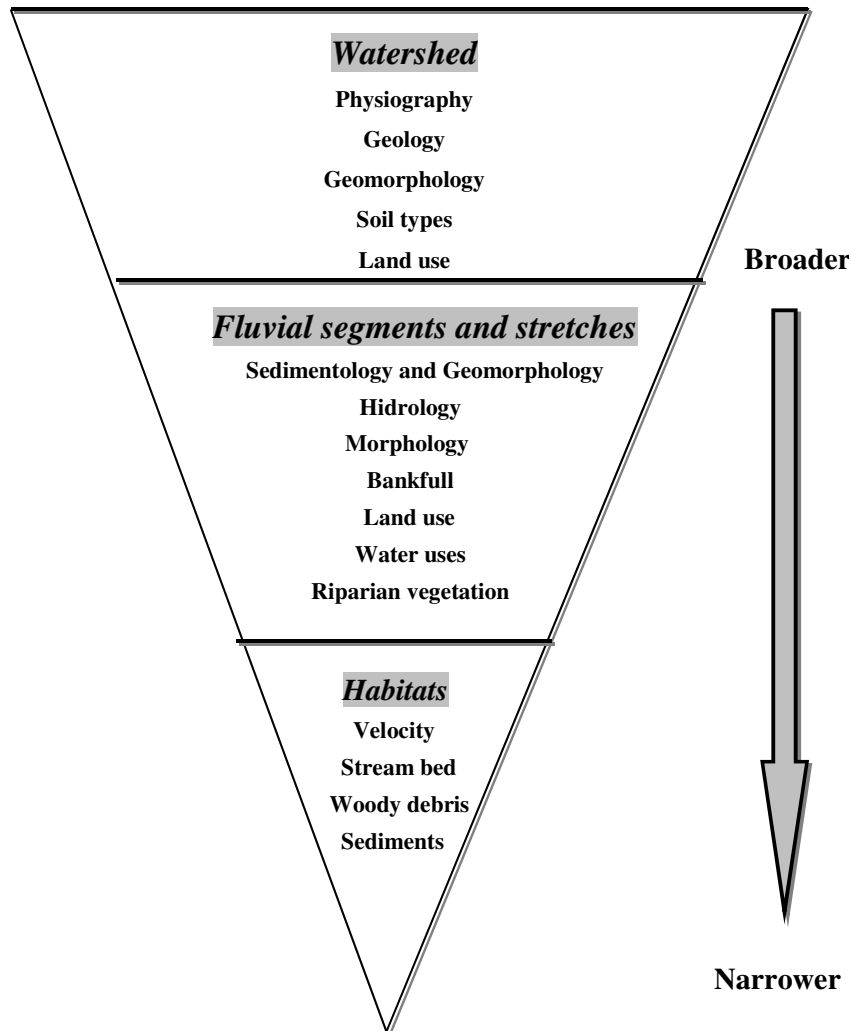 Watershed
Physiography
Geology
Geomorphology
Soil types
Land use
Broader
Fluvial segments and stretches
Sedimentology and Geomorphology
Hidrology
Morphology
Bankfull
Land use
Water uses
Riparian vegetation
Habitats
Velocity
Stream bed
Woody debris
Sediments
Narrower